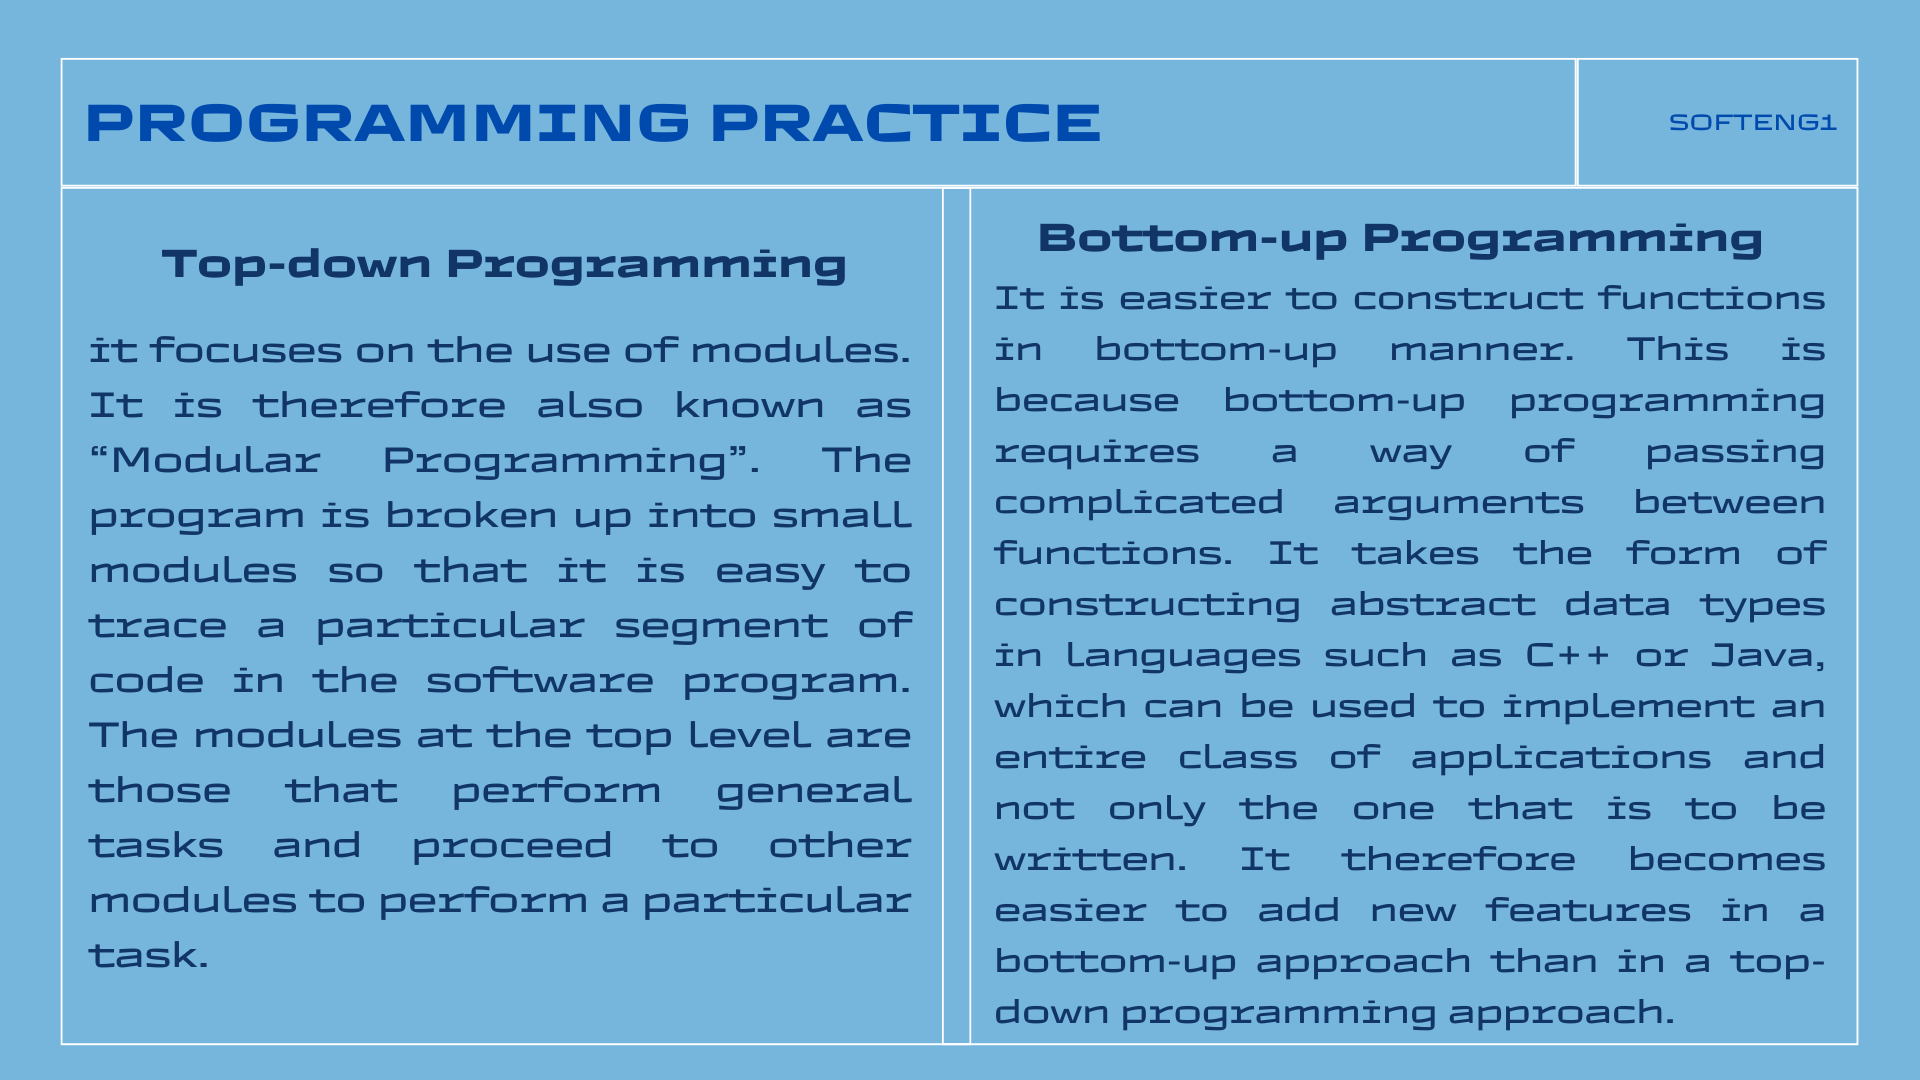 PROGRAMMING PRACTICE
SOFTENG1
Top-down Programming
it focuses on the use of modules.
It is therefore also known as
“Modular Programming”. The
program is broken up into small
modules so that it is easy to
trace a particular segment of
code in the software program.
The modules at the top level are
those that perform general
tasks and proceed to other
modules to perform a particular
task.
Bottom-up Programming
It is easier to construct functions
in bottom-up manner. This is
because bottom-up programming
requires a way of passing
complicated arguments between
functions. It takes the form of
constructing abstract data types
in languages such as C++ or Java,
which can be used to implement an
entire class of applications and
not only the one that is to be
written. It therefore becomes
easier to add new features in a
bottom-up approach than in a top-
down programming approach.